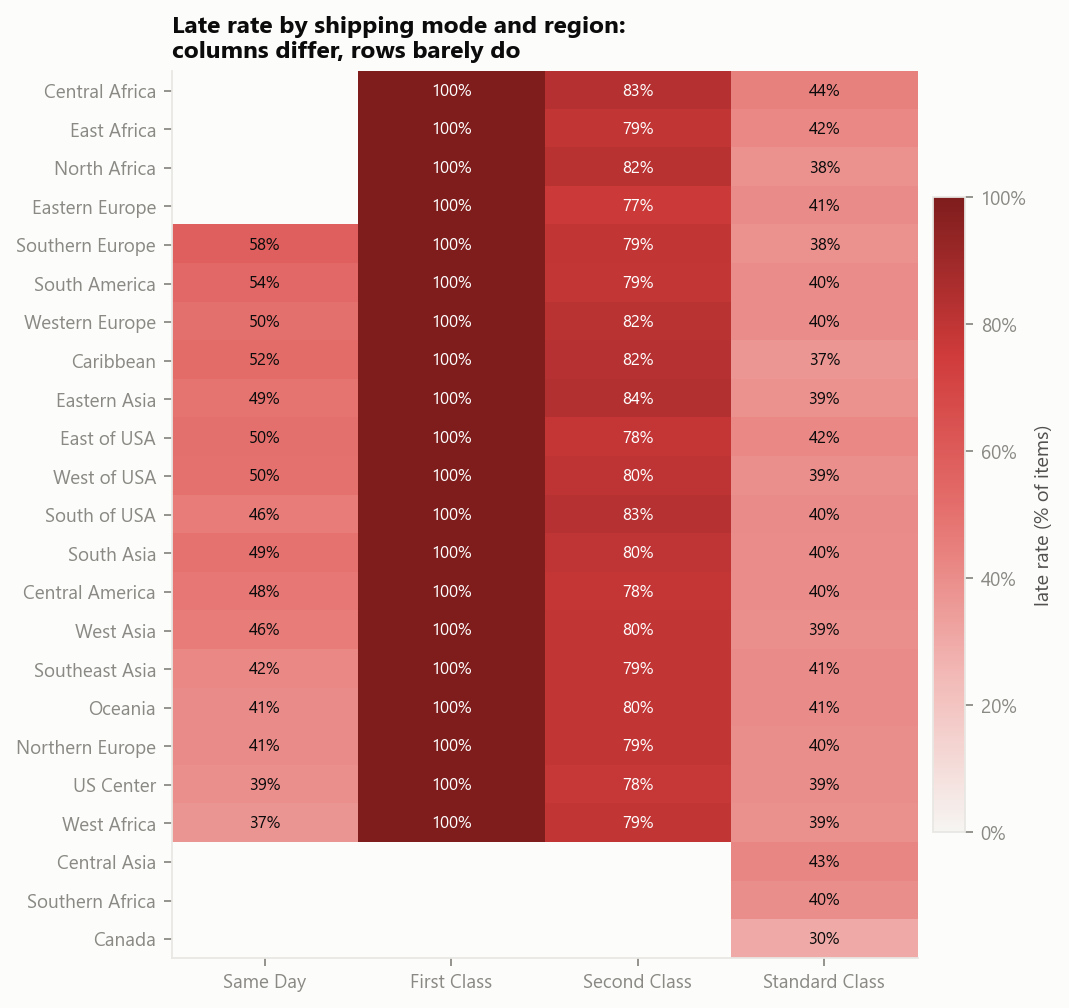 Late rate by shipping mode and region:
columns differ, rows barely do
Central Africa 100% 83% 44%
East Africa 100% 79% 42%
North Africa 100% 82% 38%
Eastern Europe 100% 77% 41%
Southern Europe 58% 100% 79% 38%
South America 54% 100% 79% 40%
Western Europe 50% 100% 82% 40%
Caribbean 52% 100% 82% 37%
Eastern Asia 49% 100% 84% 39%
East of USA 50% 100% 78% 42%
West of USA 50% 100% 80% 39%
South of USA 46% 100% 83% 40%
South Asia 49% 100% 80% 40%
Central America 48% 100% 78% 40%
West Asia 46% 100% 80% 39%
Southeast Asia 42% 100% 79% 41%
Oceania 41% 100% 80% 41%
Northern Europe 41% 100% 79% 40%
US Center 39% 100% 78% 39%
West Africa 37% 100% 79% 39%
Central Asia 43%
Southern Africa 40%
Canada 30%
Same Day First Class Second Class Standard Class
100%
80%
60%
40%
20%
0%
late rate (% of items)